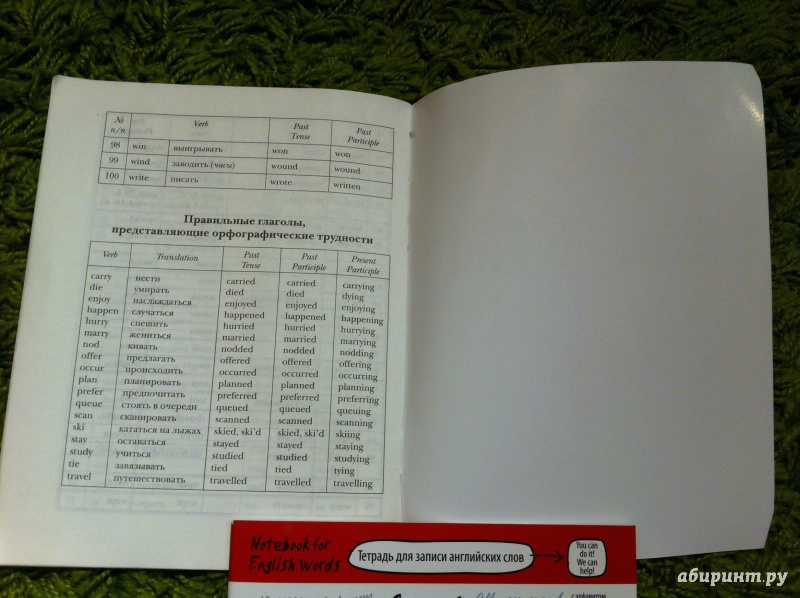 № п/п Verb Past Tense Past Participle
98 win выигрывать won won
99 wind заводить (часы) wound wound
100 write писать wrote written
Правильные глаголы,
представляющие орфографические трудности
Verb Translation Past Tense Past Participle Present Participle
carry нести carried carried carrying
die умирать died died dying
enjoy наслаждаться enjoyed enjoyed enjoying
happen случаться happened happened happening
hurry спешить hurried hurried hurrying
marry жениться married married marrying
nod кивать nodded nodded nodding
offer предлагать offered offered offering
occur происходить occurred occurred occurring
plan планировать planned planned planning
prefer предпочитать preferred preferred preferring
queue стоять в очереди queued queued queuing
scan сканировать scanned scanned scanning
ski кататься на лыжах skied, ski'd skied, ski'd skiing
stay оставаться stayed stayed staying
study учиться studied studied studying
tie завязывать tied tied tying
travel путешествовать travelled travelled travelling
Notebook for
English Words
Тетрадь для записи английских слов
You can
do it!
We can
help!
с алфавитом
Лабиринт.ру